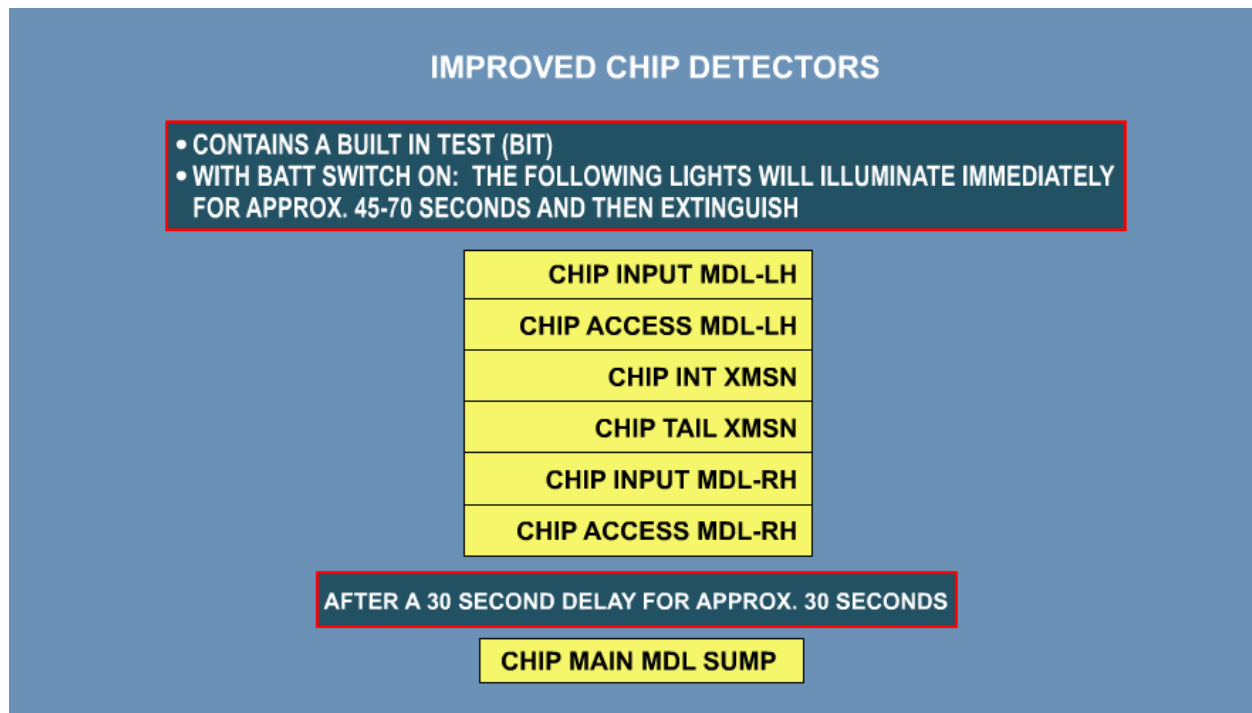 IMPROVED CHIP DETECTORS
• CONTAINS A BUILT IN TEST (BIT)
• WITH BATT SWITCH ON: THE FOLLOWING LIGHTS WILL ILLUMINATE IMMEDIATELY
FOR APPROX. 45-70 SECONDS AND THEN EXTINGUISH
CHIP INPUT MDL-LH
CHIP ACCESS MDL-LH
CHIP INT XMSN
CHIP TAIL XMSN
CHIP INPUT MDL-RH
CHIP ACCESS MDL-RH
AFTER A 30 SECOND DELAY FOR APPROX. 30 SECONDS
CHIP MAIN MDL SUMP